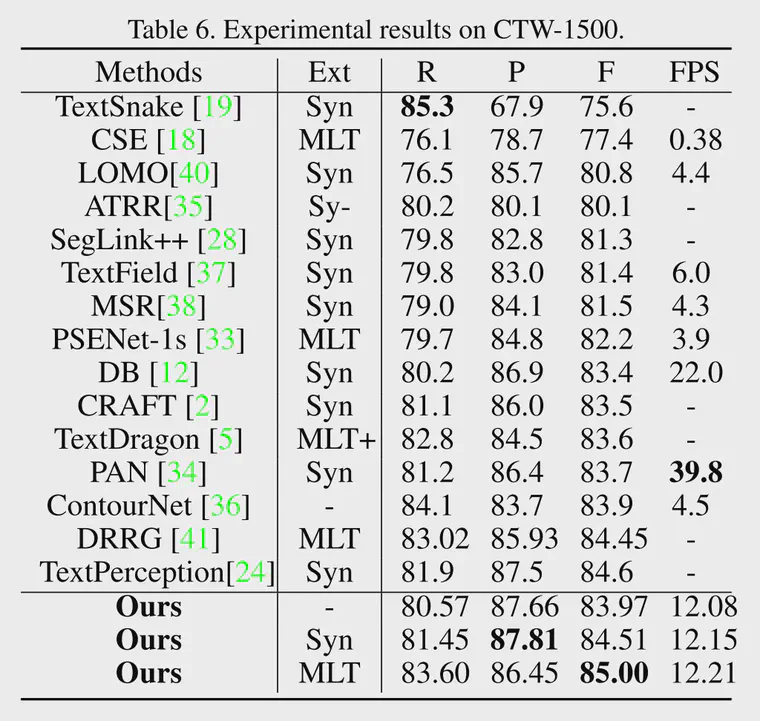 Table 6. Experimental results on CTW-1500.
Methods Ext R P F FPS
TextSnake [19] Syn 85.3 67.9 75.6 -
CSE [18] MLT 76.1 78.7 77.4 0.38
LOMO[40] Syn 76.5 85.7 80.8 4.4
ATRR[35] Sy- 80.2 80.1 80.1 -
SegLink++ [28] Syn 79.8 82.8 81.3 -
TextField [37] Syn 79.8 83.0 81.4 6.0
MSR[38] Syn 79.0 84.1 81.5 4.3
PSENet-1s [33] MLT 79.7 84.8 82.2 3.9
DB [12] Syn 80.2 86.9 83.4 22.0
CRAFT [2] Syn 81.1 86.0 83.5 -
TextDragon [5] MLT+ 82.8 84.5 83.6 -
PAN [34] Syn 81.2 86.4 83.7 39.8
ContourNet [36] - 84.1 83.7 83.9 4.5
DRRG [41] MLT 83.02 85.93 84.45 -
TextPerception[24] Syn 81.9 87.5 84.6 -
Ours - 80.57 87.66 83.97 12.08
Ours Syn 81.45 87.81 84.51 12.15
Ours MLT 83.60 86.45 85.00 12.21